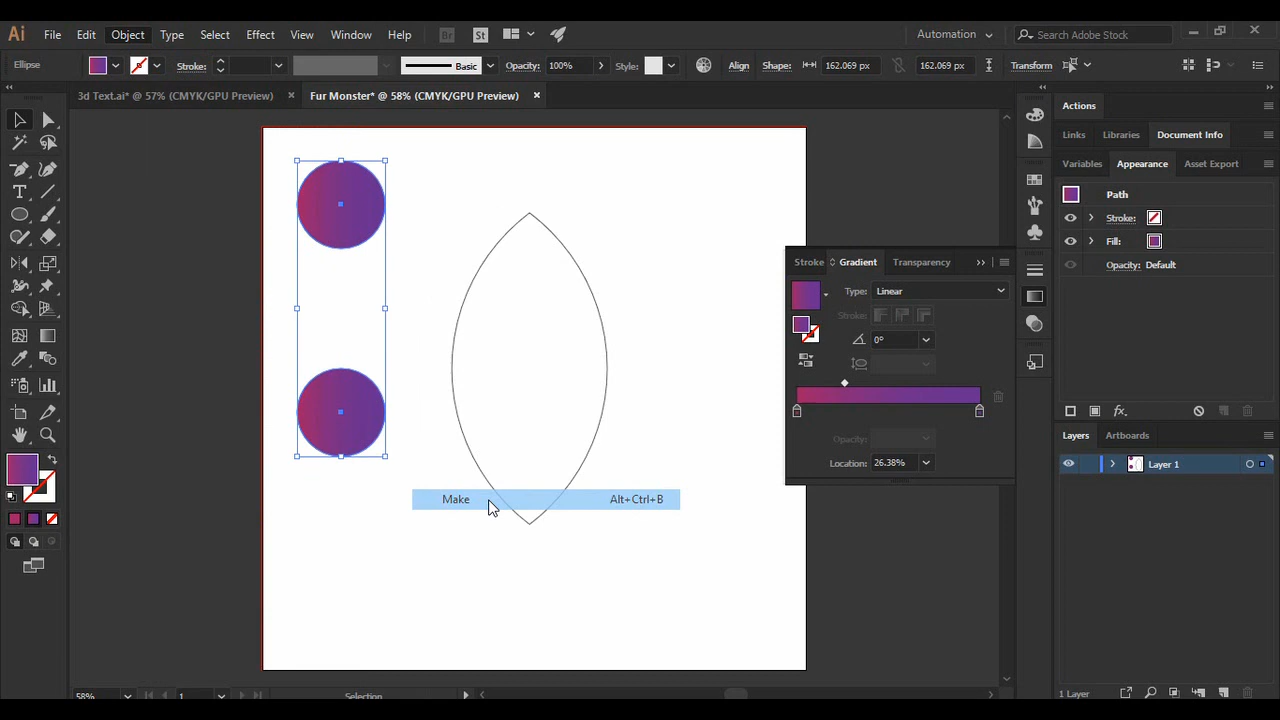 Ai File Edit Object Type Select Effect View Window Help Br St Automation Search Adobe Stock
Ellipse Stroke: Basic Opacity: 100% Style: Align Shape: 162.069 px 162.069 px Transform
3d Text.ai* @ 57% (CMYK/GPU Preview) × Fur Monster* @ 58% (CMYK/GPU Preview) ×
Actions
Links Libraries Document Info
Variables Appearance Asset Export
Path
Stroke:
Fill:
Opacity: Default
Stroke Gradient Transparency
Type: Linear
Stroke:
0°
Opacity:
Location: 26.38%
fx.
Layers Artboards
Layer 1
Make Alt+Ctrl+B
58% 1 Selection
1 Layer